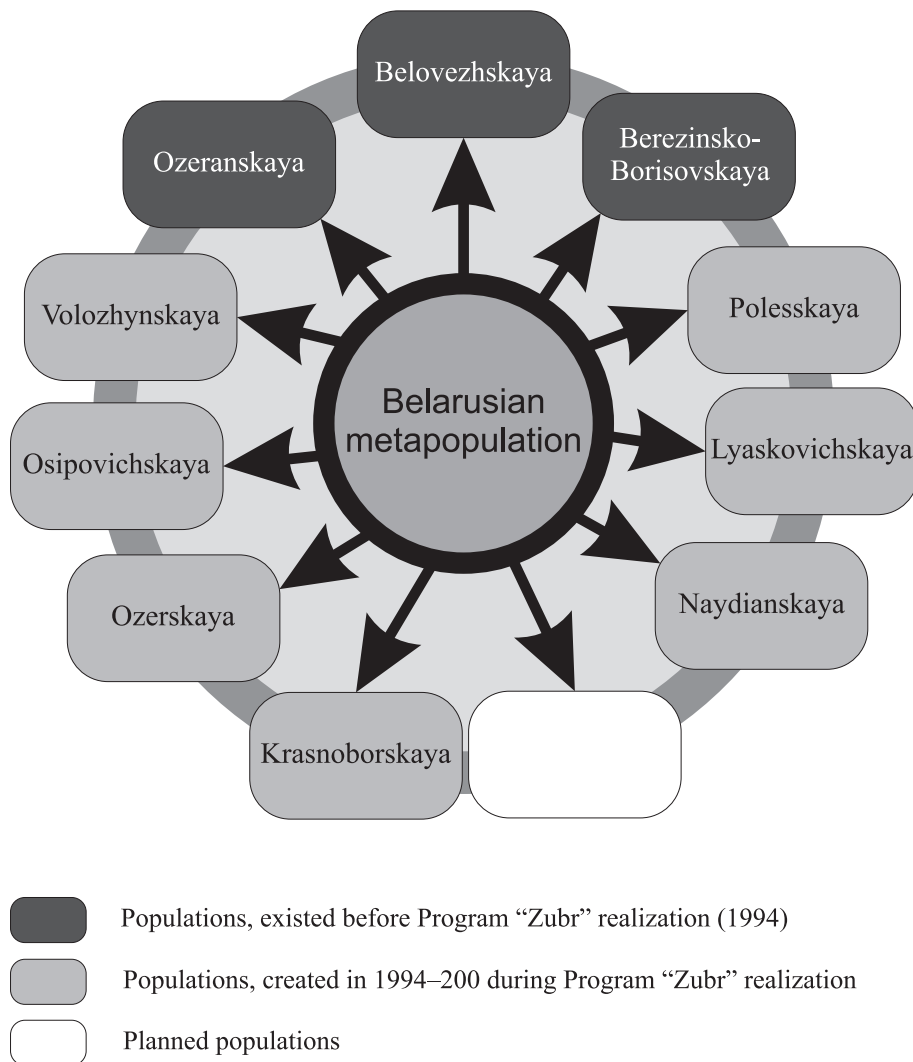 Belovezhskaya
Ozeranskaya
Berezinsko-
Borisovskaya
Volozhynskaya
Polesskaya
Belarusian
metapopulation
Osipovichskaya
Lyaskovichskaya
Ozerskaya
Naydianskaya
Krasnoborskaya
Populations, existed before Program “Zubr” realization (1994)
Populations, created in 1994–200 during Program “Zubr” realization
Planned populations